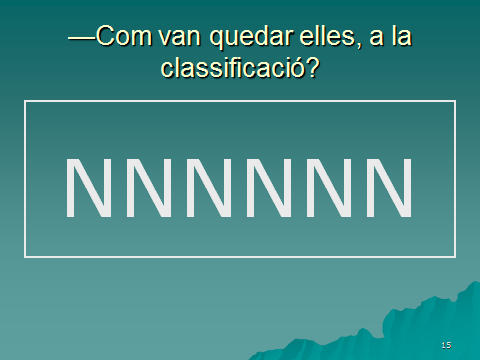 —Com van quedar elles, a la
classificació?
NNNNNN
15